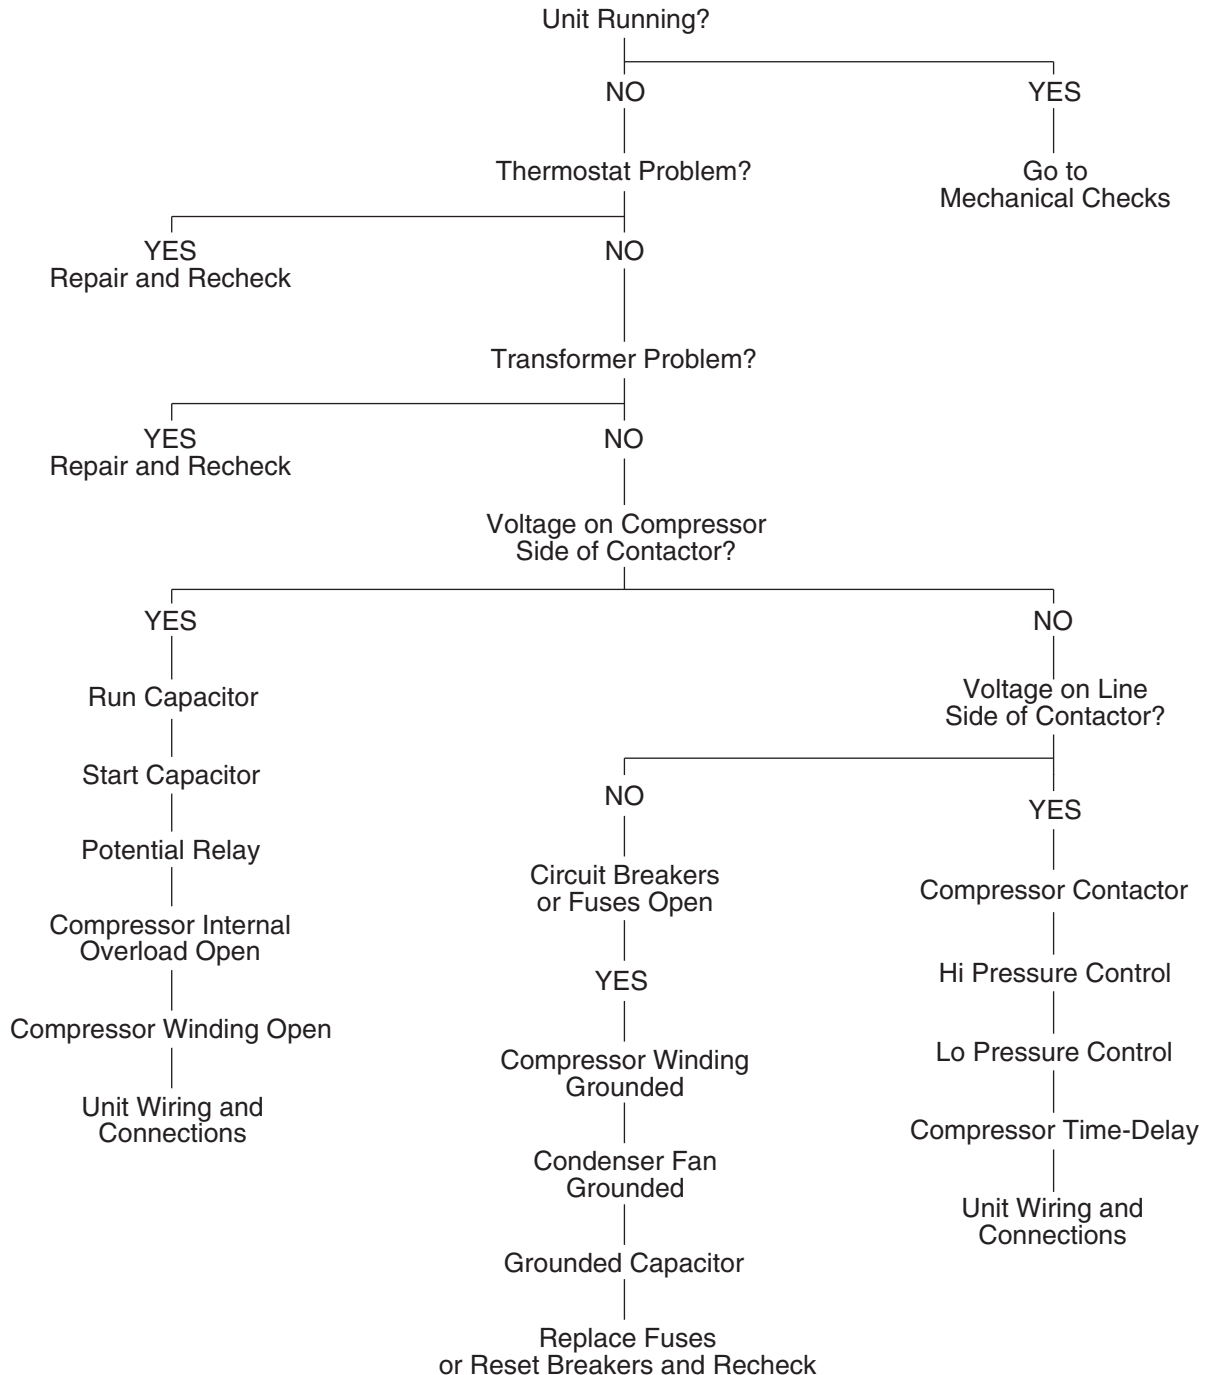 Unit Running?
NO
YES
Thermostat Problem?
Go to
Mechanical Checks
YES
Repair and Recheck
NO
Transformer Problem?
YES
Repair and Recheck
NO
Voltage on Compressor
Side of Contactor?
YES
Run Capacitor
Start Capacitor
Potential Relay
Compressor Internal
Overload Open
Compressor Winding Open
Unit Wiring and
Connections
NO
Voltage on Line
Side of Contactor?
NO
Circuit Breakers
or Fuses Open
YES
Compressor Winding
Grounded
Condenser Fan
Grounded
Grounded Capacitor
Replace Fuses
or Reset Breakers and Recheck
YES
Compressor Contactor
Hi Pressure Control
Lo Pressure Control
Compressor Time-Delay
Unit Wiring and
Connections